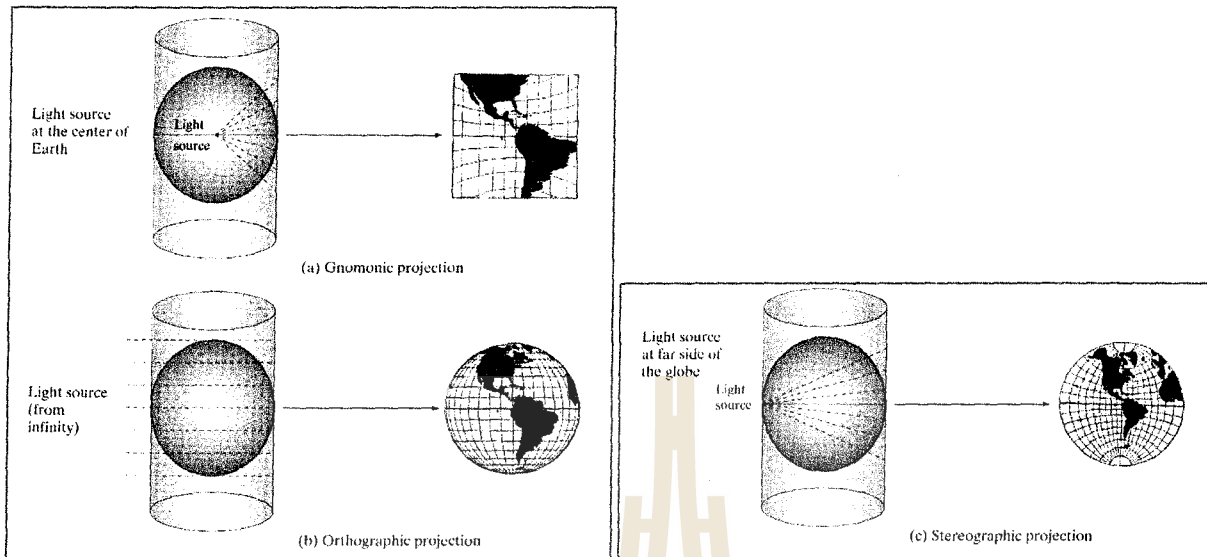 Light source
at the center of
Earth
Light
source
(a) Gnomonic projection
Light source
(from
infinity)
(b) Orthographic projection
Light source
at far side of
the globe
Light
source
(c) Stereographic projection